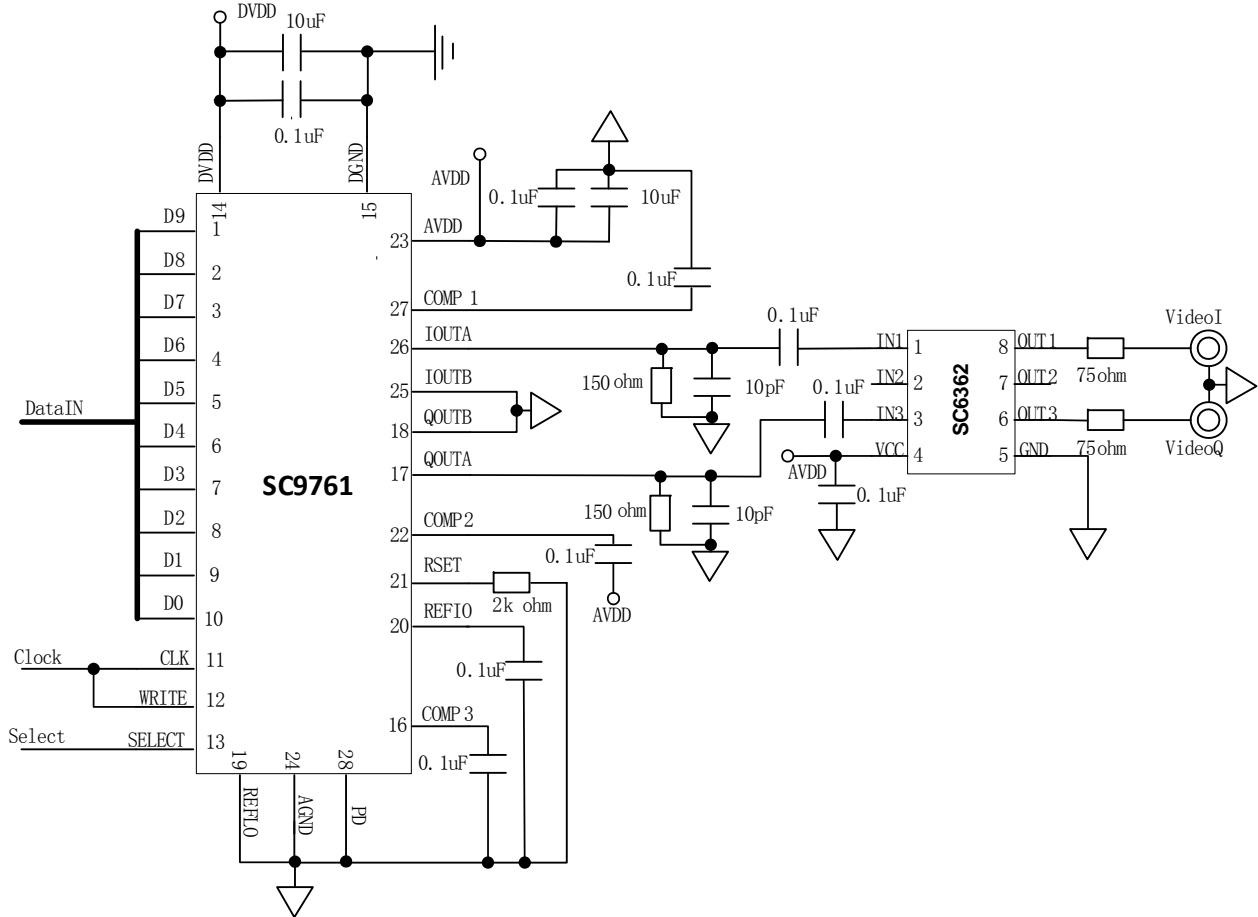 DVDD
10uF
0.1uF
DVDD
DGND
14
15
AVDD
0.1uF
10uF
D9
1
23
AVDD
D8
2
0.1uF
D7
3
27
COMP 1
D6
4
26
IOUTA
0.1uF
IN1
1
8
OUT1
75ohm
VideoI
D5
5
25
IOUTB
150 ohm
10pF
0.1uF
IN2
2
7
OUT2
DataIN
D4
6
18
QOUTB
IN3
3
SC6362
6
OUT3
75ohm
VideoQ
D3
7
17
QOUTA
AVDD
VCC
4
5
GND
SC9761
0.1uF
D2
8
22
COMP2
150 ohm
10pF
D1
9
21
RSET
0.1uF
2k ohm
AVDD
D0
10
20
REFIO
Clock
CLK
11
0.1uF
WRITE
12
16
COMP3
Select
SELECT
13
0.1uF
19
24
28
REFLO
AGND
PD